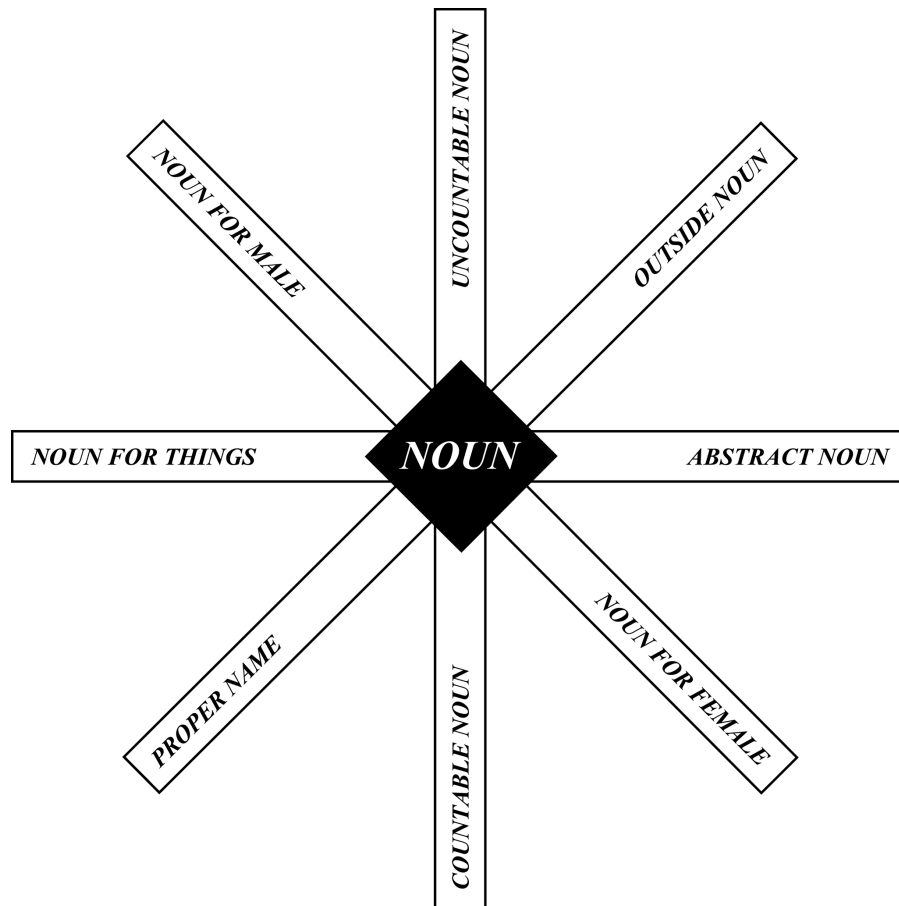 UNCOUNTABLE NOUN
NOUN FOR MALE
OUTSIDE NOUN
NOUN FOR THINGS
NOUN
ABSTRACT NOUN
PROPER NAME
NOUN FOR FEMALE
COUNTABLE NOUN